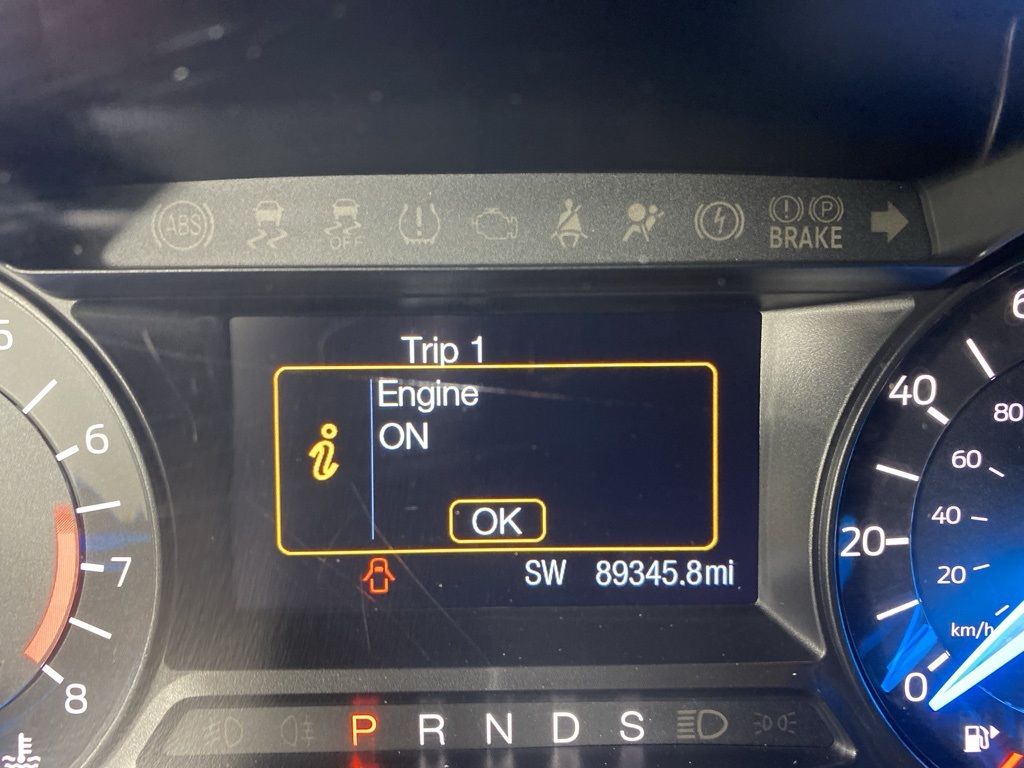 ABS
OFF
P
BRAKE
Trip 1
Engine
ON
OK
SW 89345.8mi
5
6
7
8
6
40
20
0
80
60
40
20
km/h
P R N D S